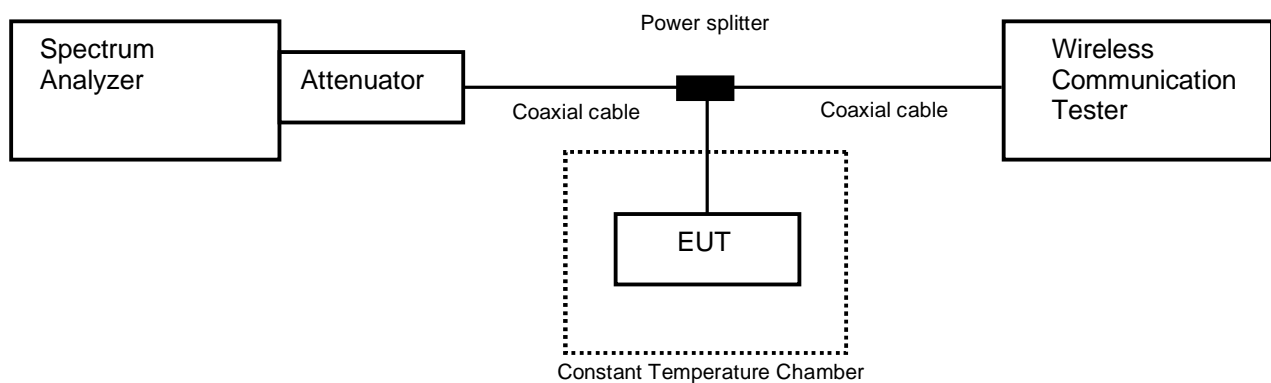 Power splitter
Spectrum
Analyzer
Attenuator
Coaxial cable
Coaxial cable
Wireless
Communication
Tester
EUT
Constant Temperature Chamber